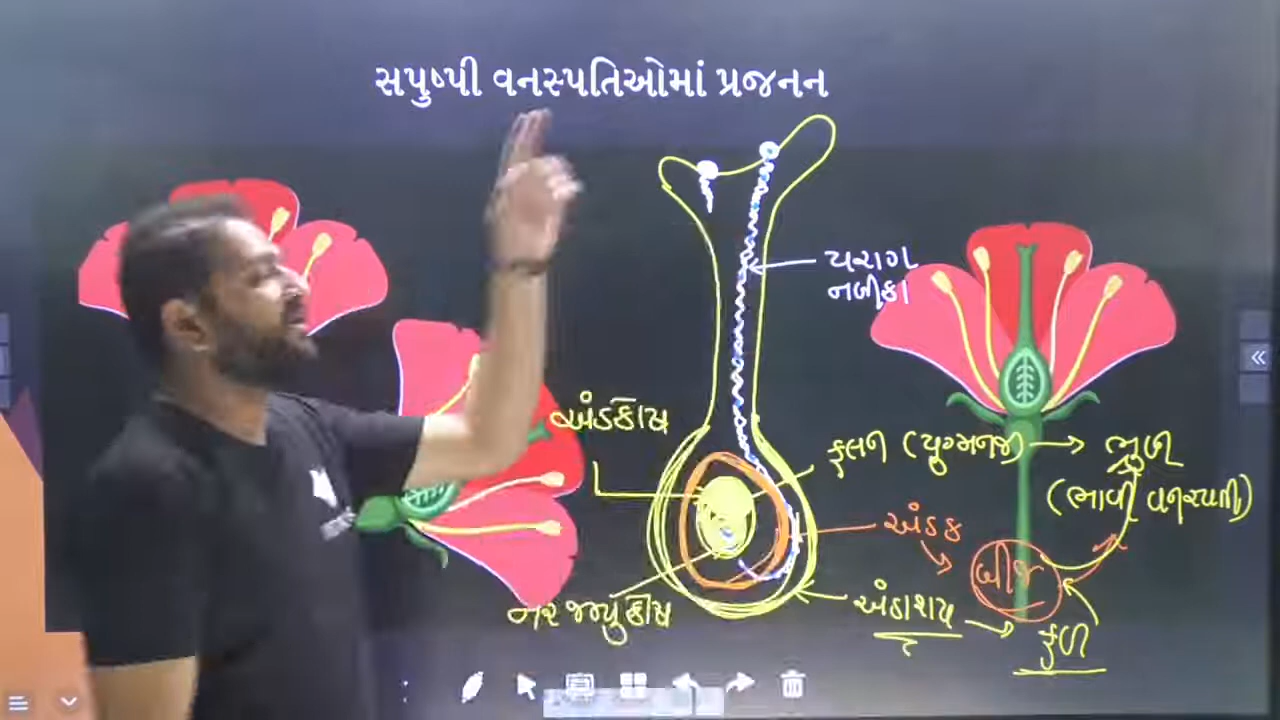 સપુષ્પી વનસ્પતિઓમાં પ્રજનન
પરાગ
નલીકા
અંડકોષ
ફલન (યુગ્મનજ) → ભ્રુણ
(ભાવી વનસ્પતી)
અંડક
બીજ
નર જન્યુકોષ
અંડાશય
ફળ